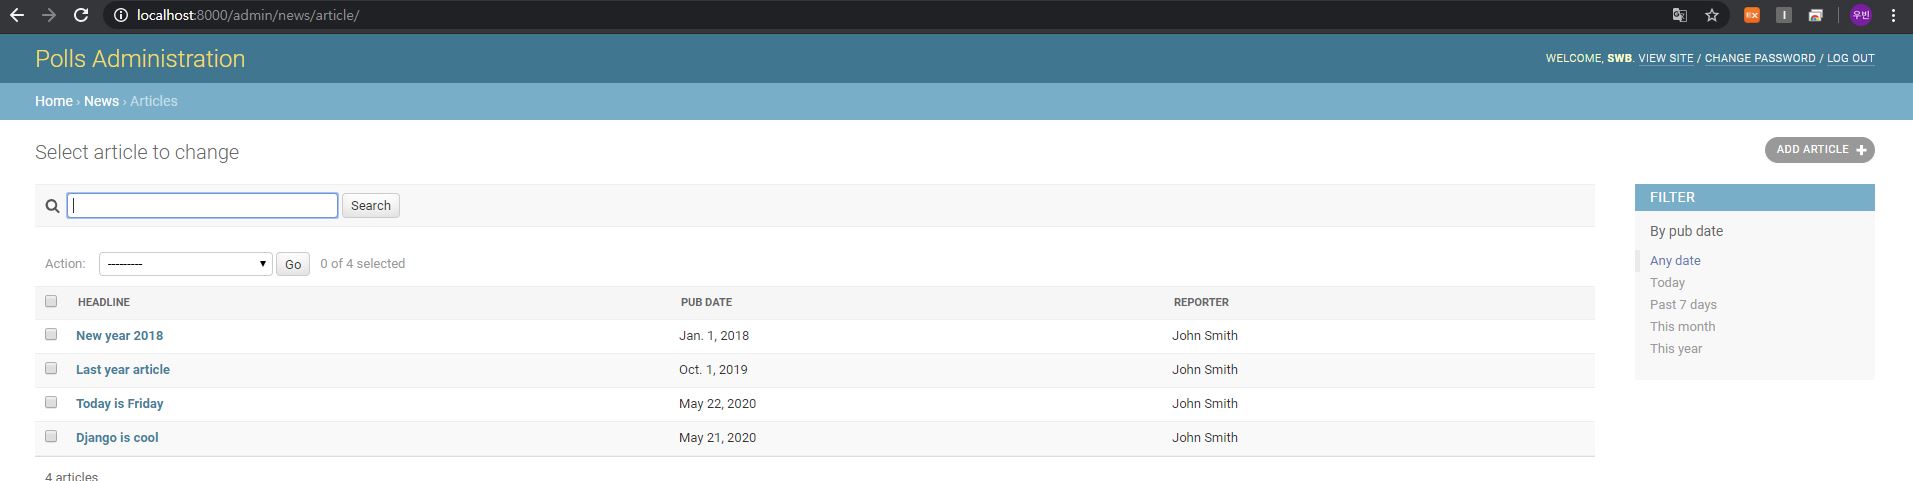 localhost:8000/admin/news/article/
EX
I
우빈
Polls Administration
WELCOME, SWB. VIEW SITE / CHANGE PASSWORD / LOG OUT
Home › News › Articles
Select article to change
ADD ARTICLE +
Search
FILTER
By pub date
Any date
Today
Past 7 days
This month
This year
Action: --------- Go 0 of 4 selected
HEADLINE PUB DATE REPORTER
New year 2018 Jan. 1, 2018 John Smith
Last year article Oct. 1, 2019 John Smith
Today is Friday May 22, 2020 John Smith
Django is cool May 21, 2020 John Smith
4 articles